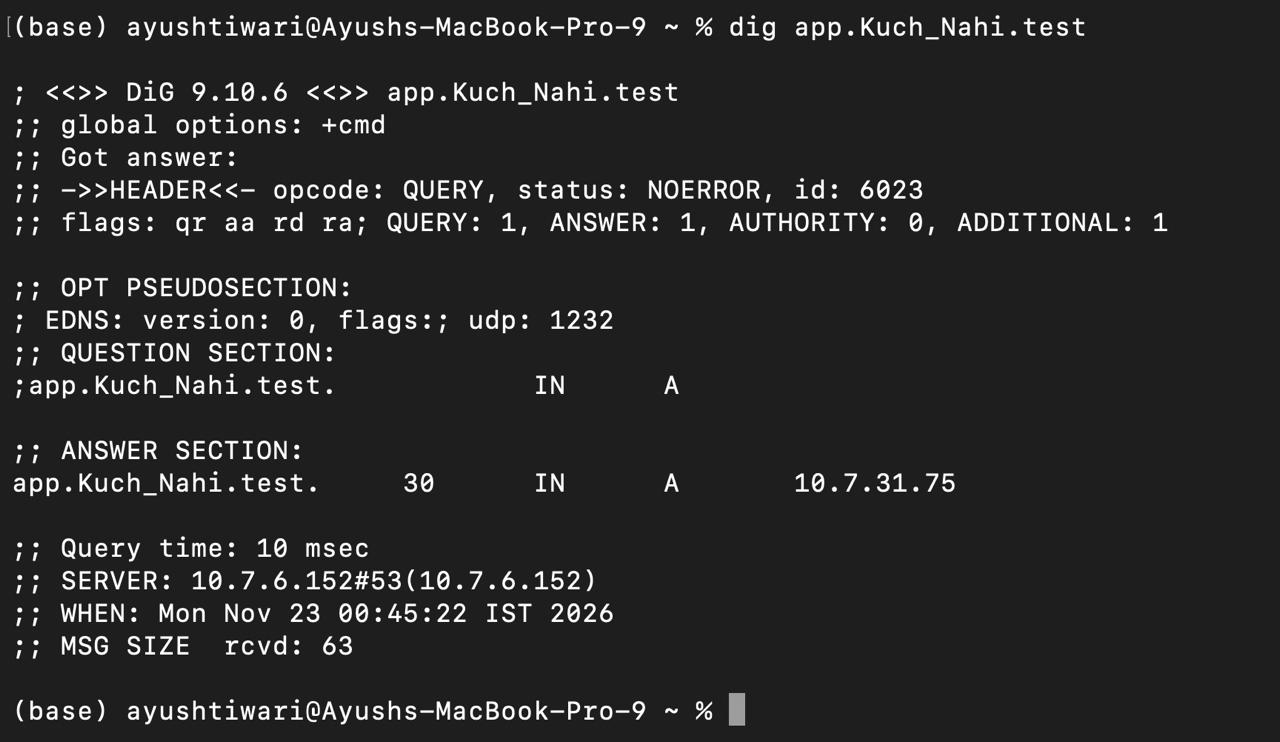 (base) ayushtiwari@Ayushs-MacBook-Pro-9 ~ % dig app.Kuch_Nahi.test
; <<>> DiG 9.10.6 <<>> app.Kuch_Nahi.test
;; global options: +cmd
;; Got answer:
;; ->>HEADER<<- opcode: QUERY, status: NOERROR, id: 6023
;; flags: qr aa rd ra; QUERY: 1, ANSWER: 1, AUTHORITY: 0, ADDITIONAL: 1
;; OPT PSEUDOSECTION:
; EDNS: version: 0, flags:; udp: 1232
;; QUESTION SECTION:
;app.Kuch_Nahi.test. IN A
;; ANSWER SECTION:
app.Kuch_Nahi.test. 30 IN A 10.7.31.75
;; Query time: 10 msec
;; SERVER: 10.7.6.152#53(10.7.6.152)
;; WHEN: Mon Nov 23 00:45:22 IST 2026
;; MSG SIZE  rcvd: 63
(base) ayushtiwari@Ayushs-MacBook-Pro-9 ~ %